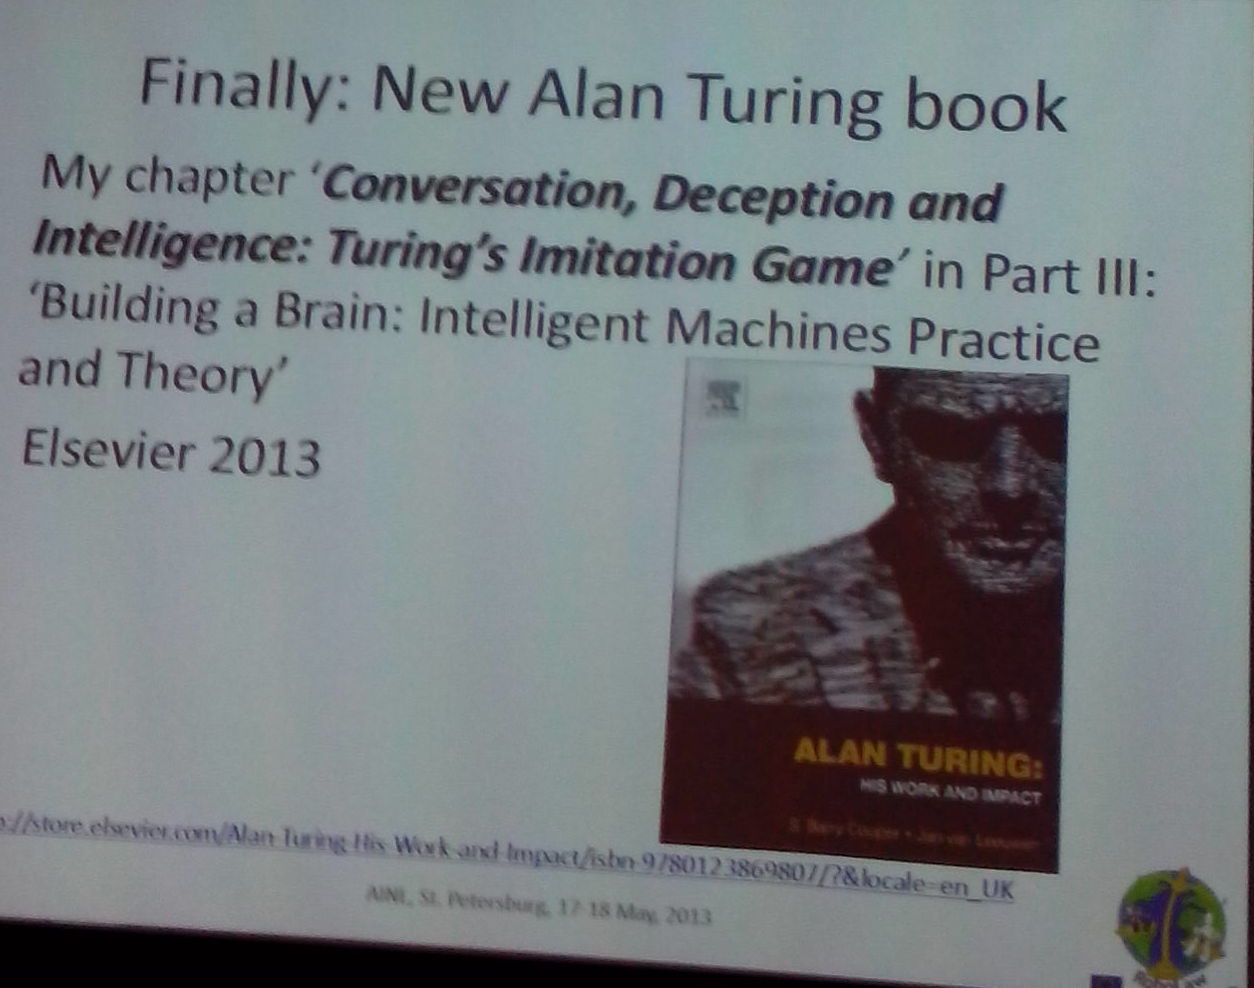 Finally: New Alan Turing book
My chapter ‘Conversation, Deception and
Intelligence: Turing’s Imitation Game’ in Part III:
‘Building a Brain: Intelligent Machines Practice
and Theory’
Elsevier 2013
ALAN TURING:
HIS WORK AND IMPACT
S. Barry Cooper • Jan van Leeuwen
://store.elsevier.com/Alan-Turing-His-Work-and-Impact/isbn-9780123869807/?&locale=en_UK
AINL, St. Petersburg, 17-18 May, 2013